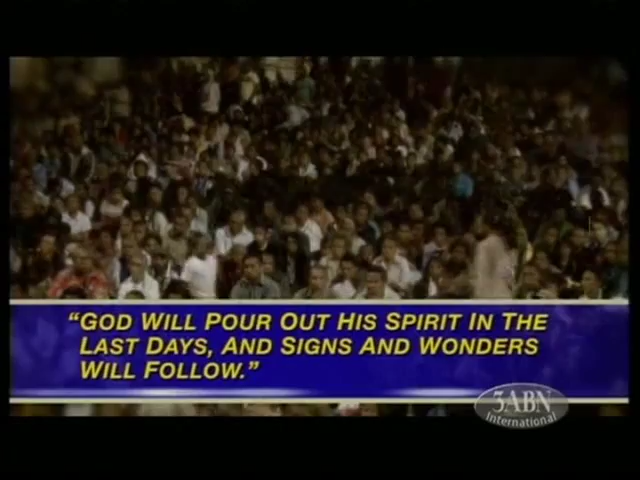 “GOD WILL POUR OUT HIS SPIRIT IN THE
LAST DAYS, AND SIGNS AND WONDERS
WILL FOLLOW.”
3ABN
International